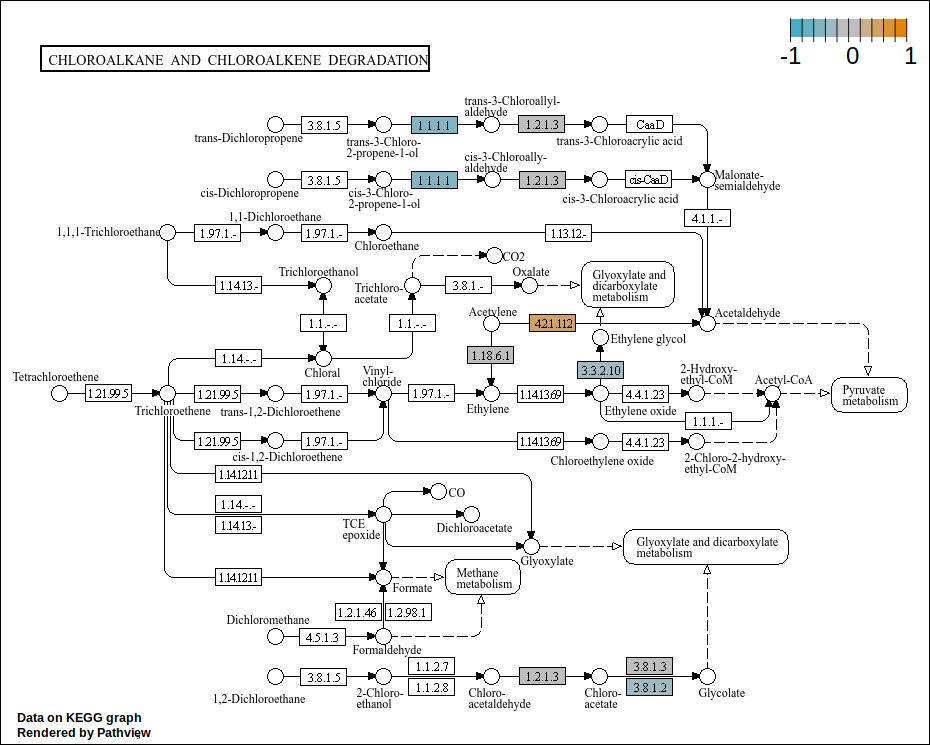 -1 0 1
CHLOROALKANE AND CHLOROALKENE DEGRADATION
trans-3-Chloroallyl-
aldehyde
3.8.1.5
1.1.1.1
1.2.1.3
CaaD
trans-Dichloropropene
trans-3-Chloro-
2-propene-1-ol
trans-3-Chloroacrylic acid
cis-3-Chloroally-
aldehyde
3.8.1.5
1.1.1.1
1.2.1.3
cis-CaaD
Malonate-
semialdehyde
cis-Dichloropropene
cis-3-Chloro-
2-propene-1-ol
cis-3-Chloroacrylic acid
1,1-Dichloroethane
4.1.1.-
1,1,1-Trichloroethane
1.97.1.-
1.97.1.-
1.13.12.-
Chloroethane
CO2
Trichloroethanol
Oxalate
Glyoxylate and
dicarboxylate
metabolism
1.14.13.-
Trichloro-
acetate
3.8.1.-
Acetylene
Acetaldehyde
1.1.-.-
1.1.-.-
4.2.1.112
Ethylene glycol
1.14.-.-
1.18.6.1
Chloral
3.3.2.10
Tetrachloroethene
Vinyl-
chloride
2-Hydroxy-
ethyl-CoM
Acetyl-CoA
1.21.99.5
1.21.99.5
1.97.1.-
1.97.1.-
1.14.13.69
4.4.1.23
Pyruvate
metabolism
Trichloroethene
trans-1,2-Dichloroethene
Ethylene
Ethylene oxide
1.1.1.-
1.21.99.5
1.97.1.-
1.14.13.69
4.4.1.23
cis-1,2-Dichloroethene
Chloroethylene oxide
2-Chloro-2-hydroxy-
ethyl-CoM
1.14.12.11
CO
1.14.-.-
1.14.13.-
TCE
epoxide
Dichloroacetate
Glyoxylate and dicarboxylate
metabolism
Glyoxylate
1.14.12.11
Formate
Methane
metabolism
1.2.1.46
1.2.98.1
Dichloromethane
4.5.1.3
Formaldehyde
3.8.1.5
1.1.2.7
1.1.2.8
1.2.1.3
3.8.1.3
3.8.1.2
1,2-Dichloroethane
2-Chloro-
ethanol
Chloro-
acetaldehyde
Chloro-
acetate
Glycolate
Data on KEGG graph
Rendered by Pathview